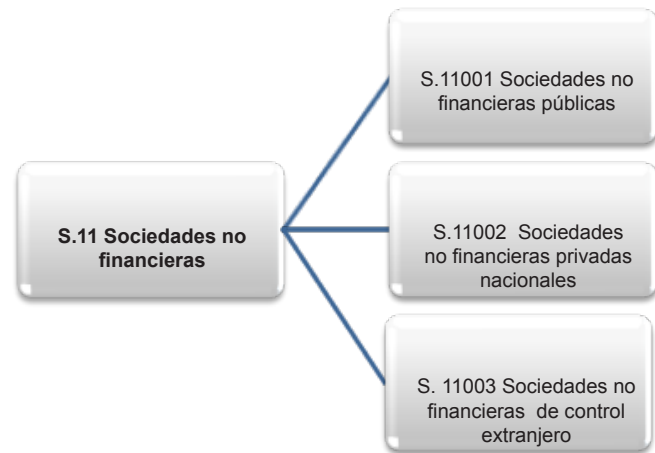 S.11001 Sociedades no
financieras públicas
S.11 Sociedades no
financieras
S.11002 Sociedades
no financieras privadas
nacionales
S. 11003 Sociedades no
financieras de control
extranjero